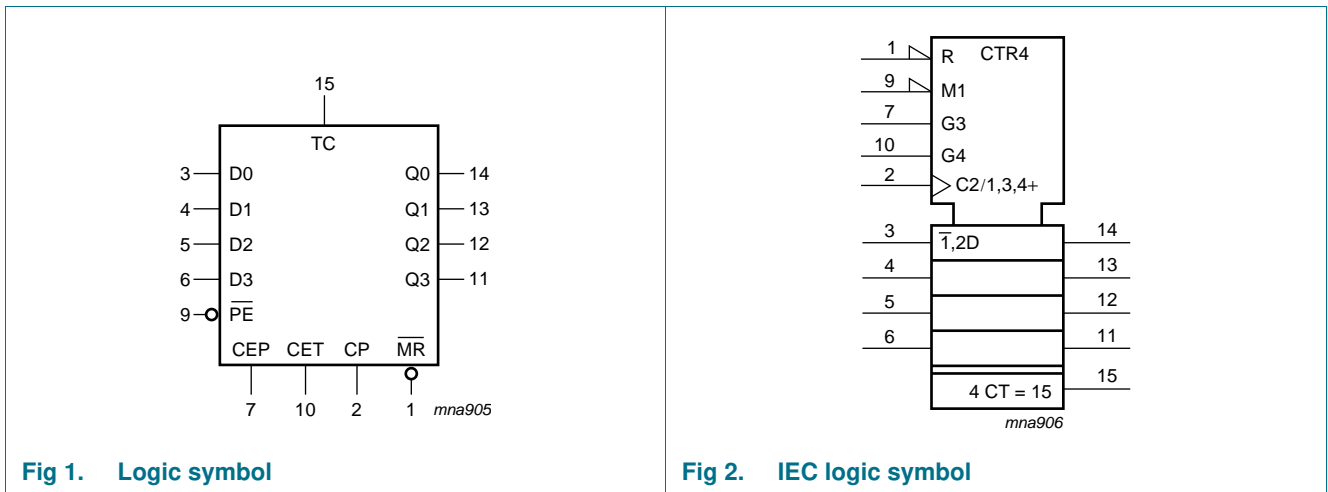 15
TC
3 D0 Q0 14
4 D1 Q1 13
5 D2 Q2 12
6 D3 Q3 11
9 P̅E̅
CEP CET CP M̅R̅
7 10 2 1 mna905
Fig 1. Logic symbol
1 R CTR4
9 M1
7 G3
10 G4
2 C2/1,3,4+
3 1̅,2D 14
4 13
5 12
6 11
4 CT = 15 15
mna906
Fig 2. IEC logic symbol